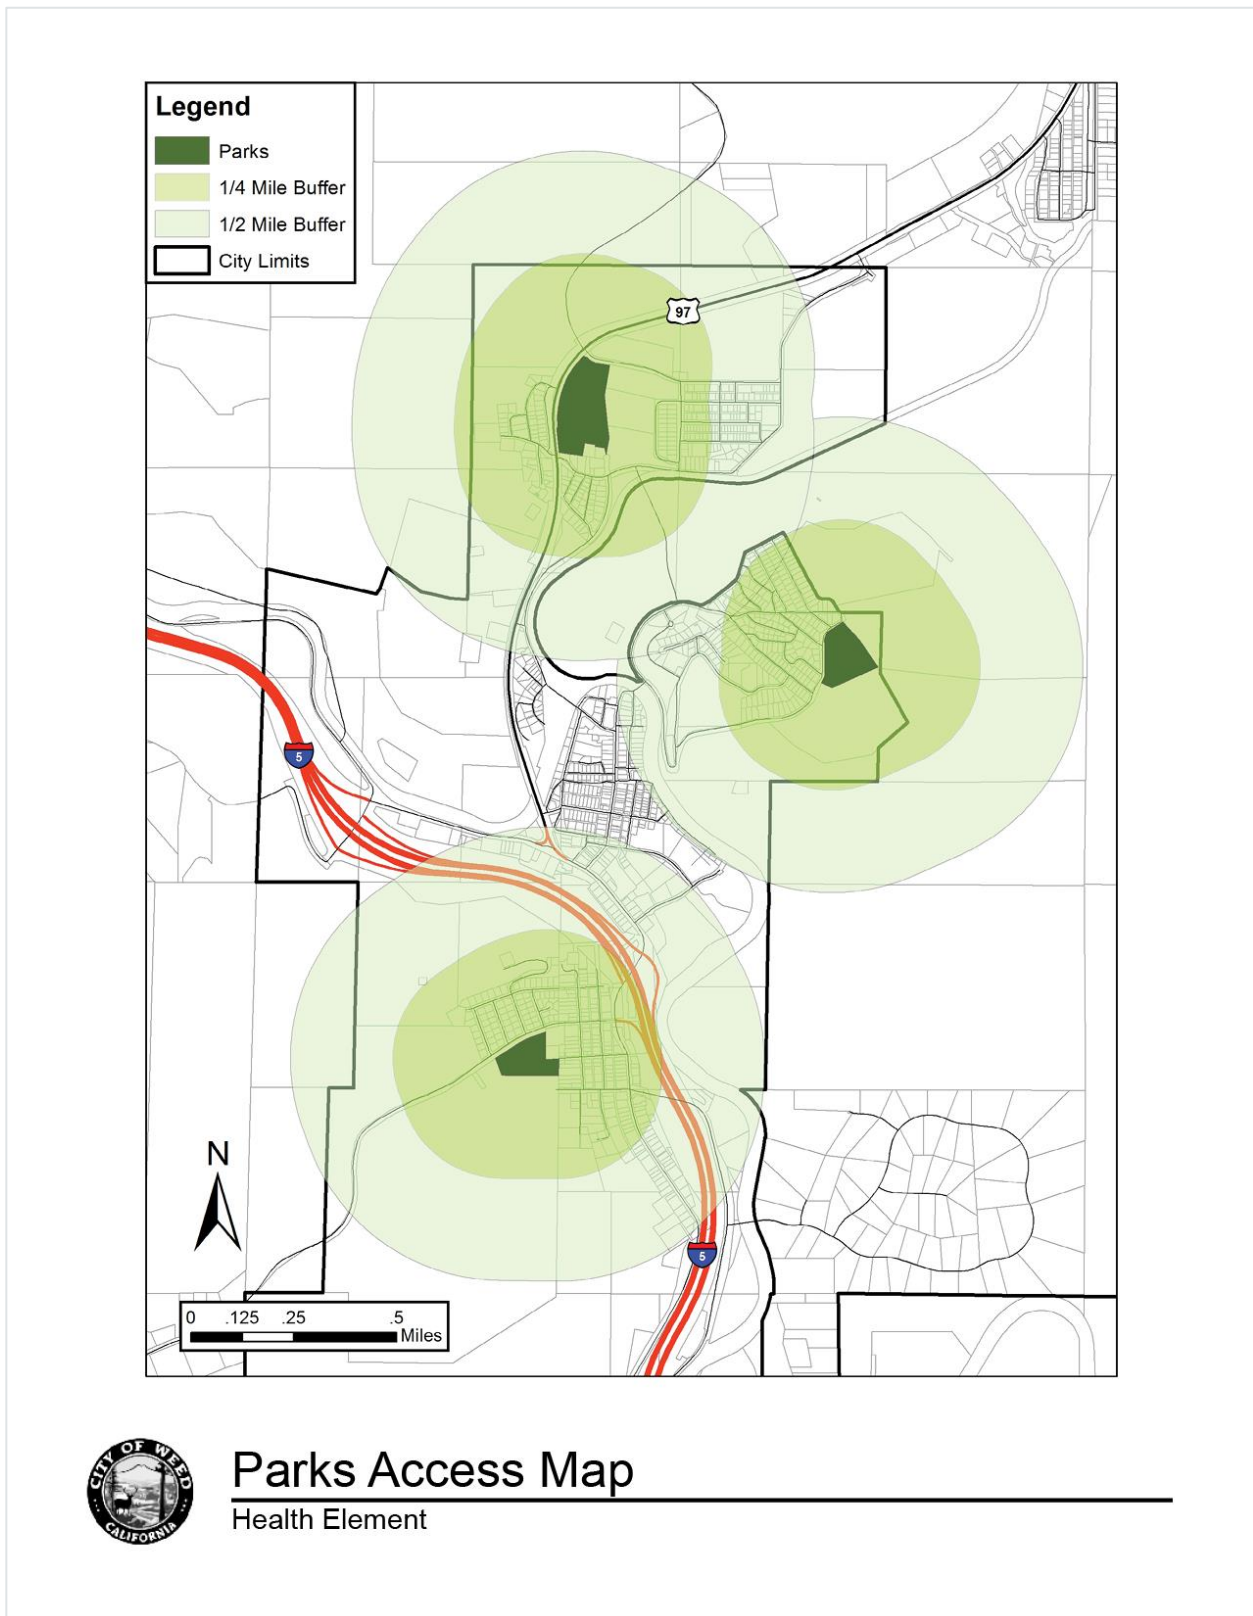 Legend
Parks
1/4 Mile Buffer
1/2 Mile Buffer
City Limits
97
5
N
5
0 .125 .25 .5
Miles
CITY OF WEED
CALIFORNIA
Parks Access Map
Health Element